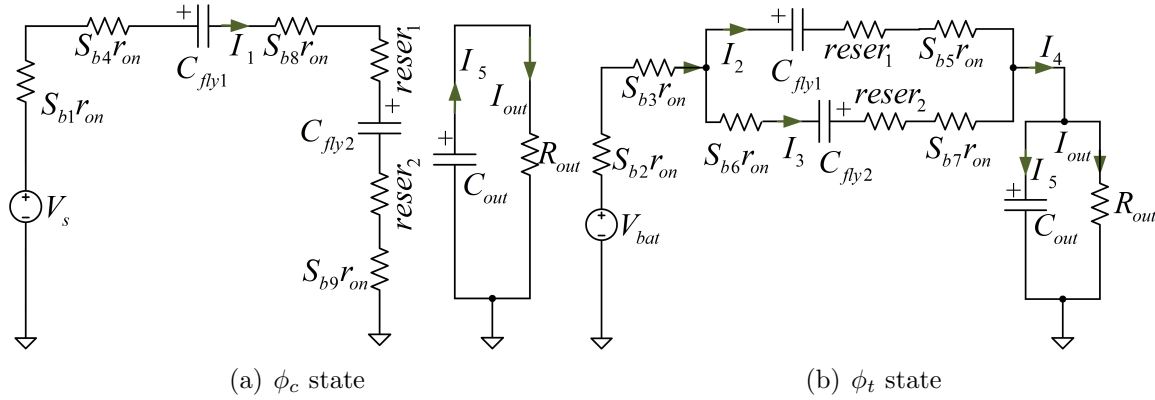 + +
S_{b4}r_{on} C_{fly1} I_1 S_{b8}r_{on} reser_1 I_5 I_2 C_{fly1} reser_1 S_{b5}r_{on} I_4
S_{b1}r_{on} C_{fly2} + I_{out} S_{b3}r_{on} + reser_2
+ R_{out} S_{b2}r_{on} S_{b6}r_{on} I_3 C_{fly2} S_{b7}r_{on} I_{out}
V_s reser_2 C_{out} V_{bat} I_5 +
S_{b9}r_{on} C_{out} R_{out}
(a) ϕ_c state (b) ϕ_t state